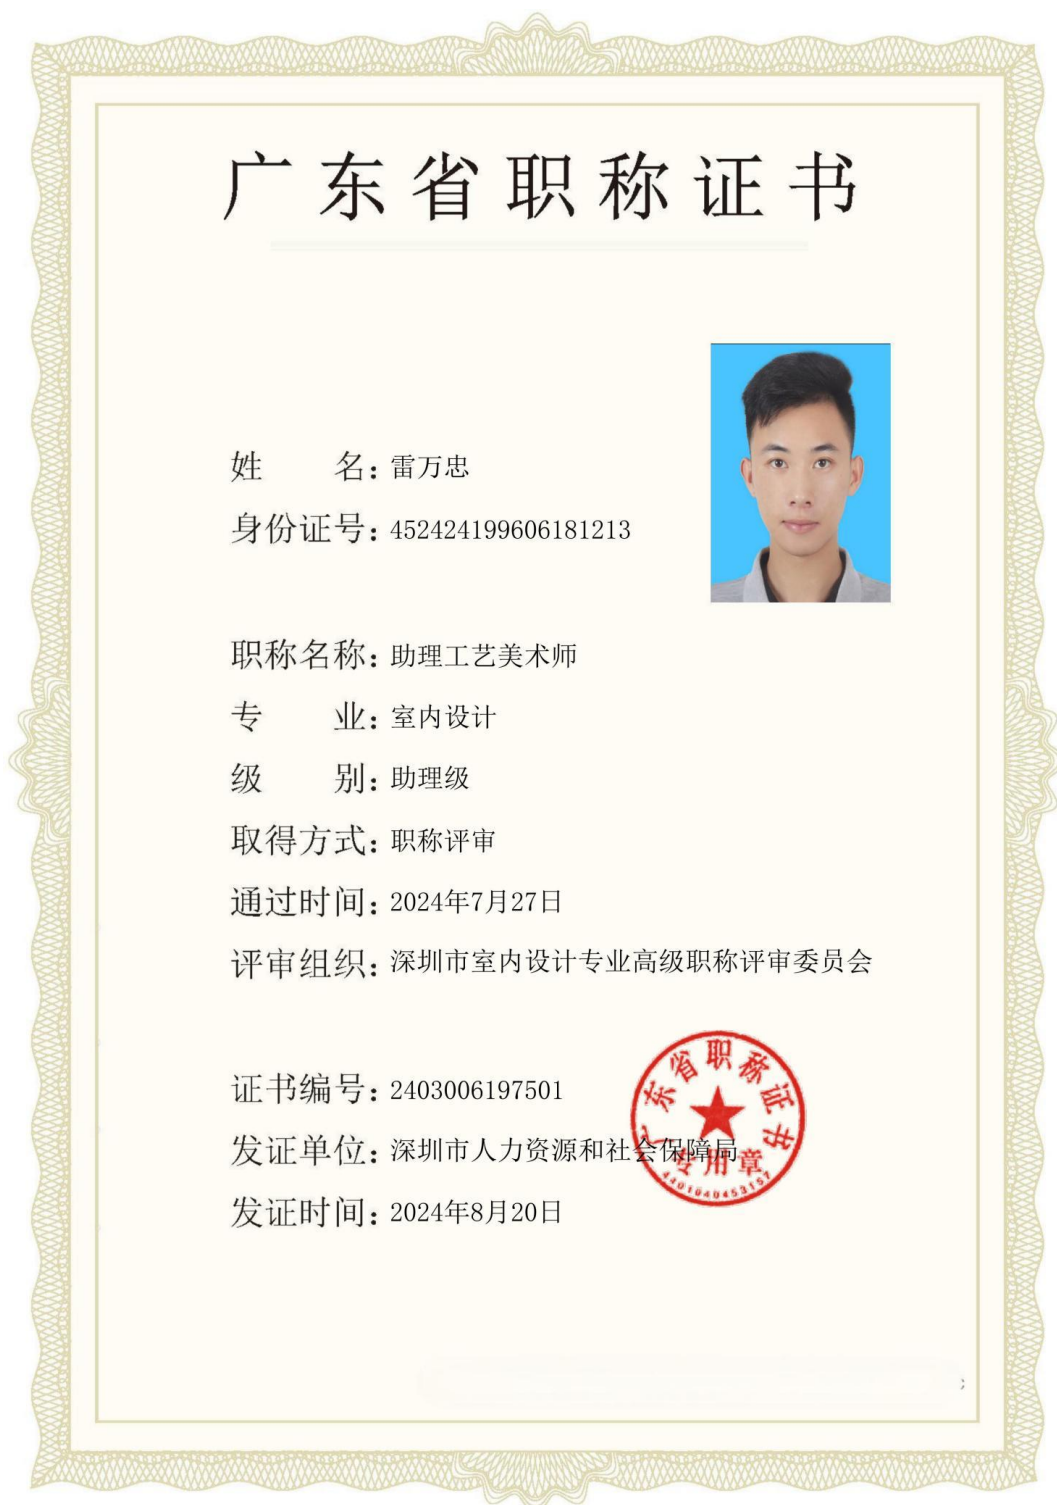 广东省职称证书
姓名：雷万忠
身份证号：452424199606181213
职称名称：助理工艺美术师
专业：室内设计
级别：助理级
取得方式：职称评审
通过时间：2024年7月27日
评审组织：深圳市室内设计专业高级职称评审委员会
证书编号：2403006197501
发证单位：深圳市人力资源和社会保障局
发证时间：2024年8月20日
广东省职称证书
专用章
4401040453157